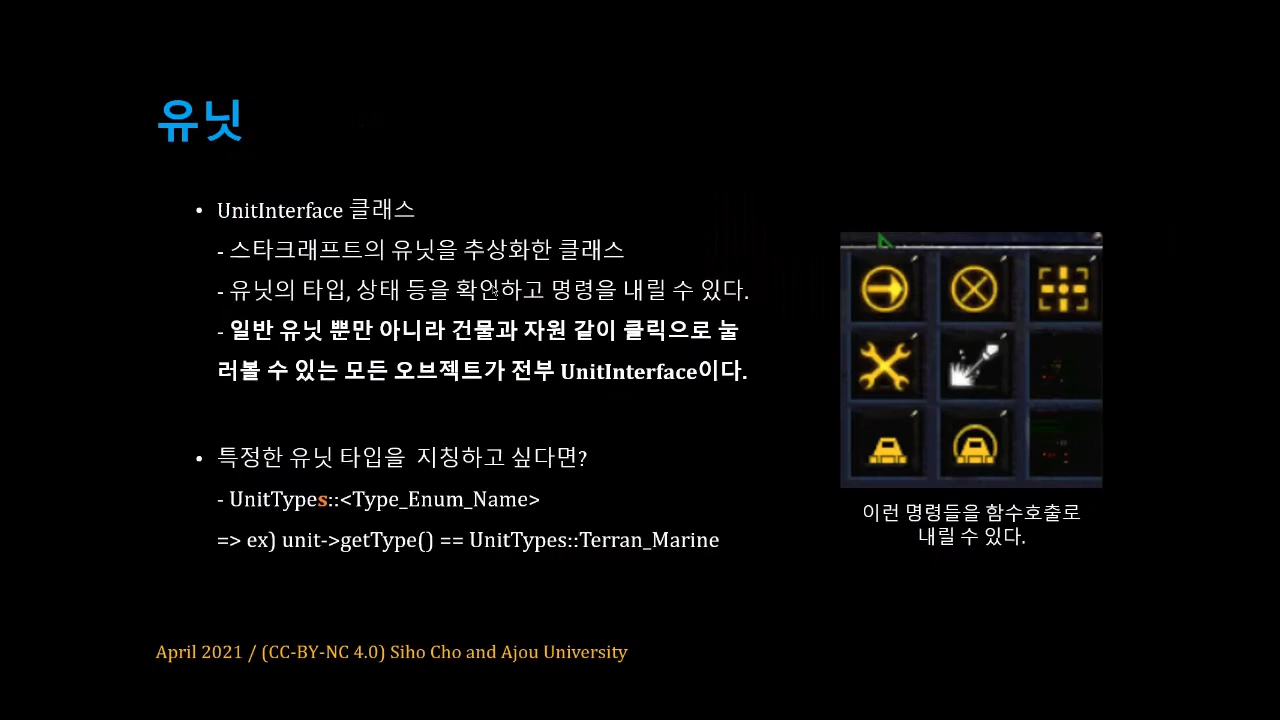 유닛
• UnitInterface 클래스
- 스타크래프트의 유닛을 추상화한 클래스
- 유닛의 타입, 상태 등을 확인하고 명령을 내릴 수 있다.
- 일반 유닛 뿐만 아니라 건물과 자원 같이 클릭으로 눌
러볼 수 있는 모든 오브젝트가 전부 UnitInterface이다.
• 특정한 유닛 타입을 지칭하고 싶다면?
- UnitTypes::<Type_Enum_Name>
=> ex) unit->getType() == UnitTypes::Terran_Marine
이런 명령들을 함수호출로
내릴 수 있다.
April 2021 / (CC-BY-NC 4.0) Siho Cho and Ajou University